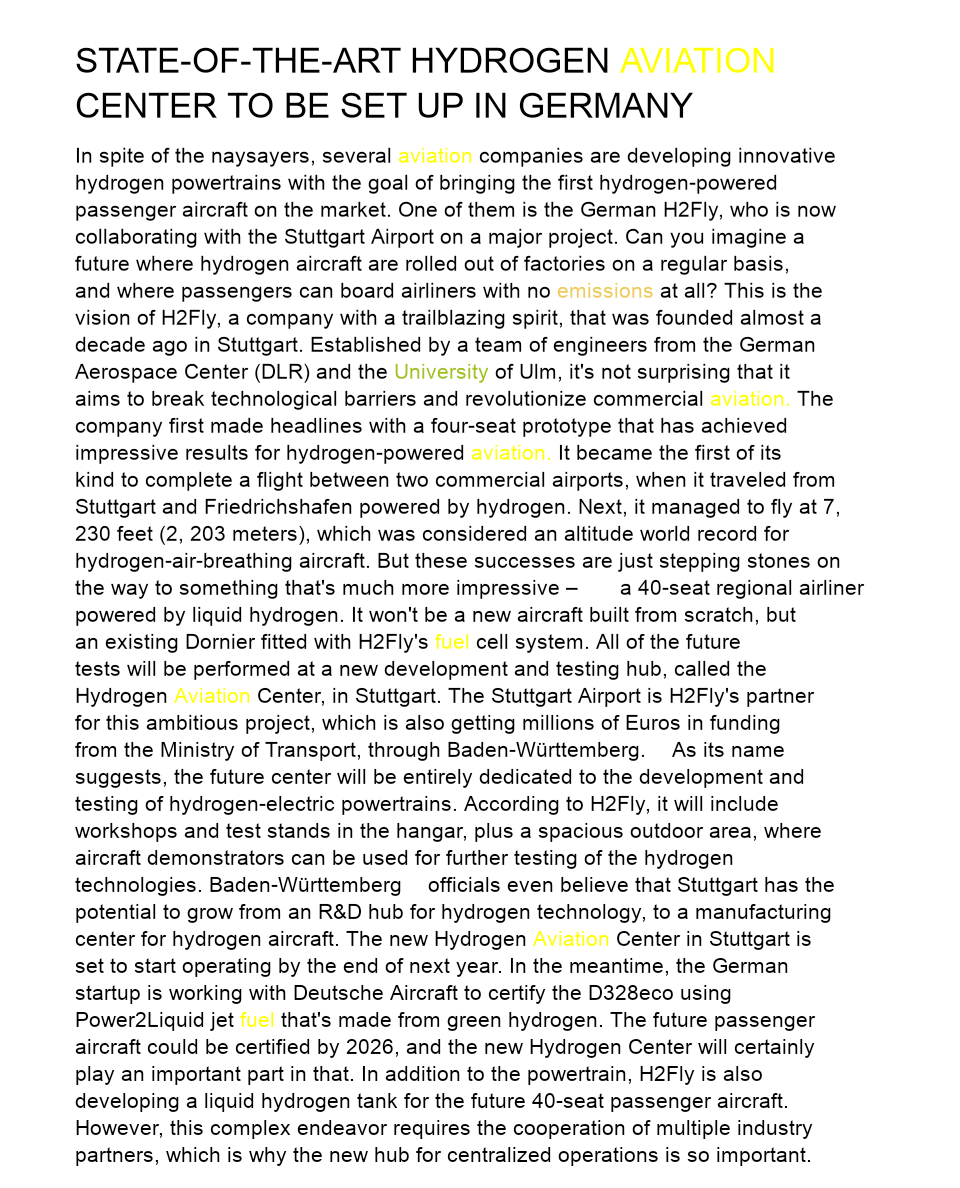 STATE-OF-THE-ART HYDROGEN AVIATION
CENTER TO BE SET UP IN GERMANY
In spite of the naysayers, several aviation companies are developing innovative
hydrogen powertrains with the goal of bringing the first hydrogen-powered
passenger aircraft on the market. One of them is the German H2Fly, who is now
collaborating with the Stuttgart Airport on a major project. Can you imagine a
future where hydrogen aircraft are rolled out of factories on a regular basis,
and where passengers can board airliners with no emissions at all? This is the
vision of H2Fly, a company with a trailblazing spirit, that was founded almost a
decade ago in Stuttgart. Established by a team of engineers from the German
Aerospace Center (DLR) and the University of Ulm, it's not surprising that it
aims to break technological barriers and revolutionize commercial aviation. The
company first made headlines with a four-seat prototype that has achieved
impressive results for hydrogen-powered aviation. It became the first of its
kind to complete a flight between two commercial airports, when it traveled from
Stuttgart and Friedrichshafen powered by hydrogen. Next, it managed to fly at 7,
230 feet (2, 203 meters), which was considered an altitude world record for
hydrogen-air-breathing aircraft. But these successes are just stepping stones on
the way to something that's much more impressive – a 40-seat regional airliner
powered by liquid hydrogen. It won't be a new aircraft built from scratch, but
an existing Dornier fitted with H2Fly's fuel cell system. All of the future
tests will be performed at a new development and testing hub, called the
Hydrogen Aviation Center, in Stuttgart. The Stuttgart Airport is H2Fly's partner
for this ambitious project, which is also getting millions of Euros in funding
from the Ministry of Transport, through Baden-Württemberg. As its name
suggests, the future center will be entirely dedicated to the development and
testing of hydrogen-electric powertrains. According to H2Fly, it will include
workshops and test stands in the hangar, plus a spacious outdoor area, where
aircraft demonstrators can be used for further testing of the hydrogen
technologies. Baden-Württemberg officials even believe that Stuttgart has the
potential to grow from an R&D hub for hydrogen technology, to a manufacturing
center for hydrogen aircraft. The new Hydrogen Aviation Center in Stuttgart is
set to start operating by the end of next year. In the meantime, the German
startup is working with Deutsche Aircraft to certify the D328eco using
Power2Liquid jet fuel that's made from green hydrogen. The future passenger
aircraft could be certified by 2026, and the new Hydrogen Center will certainly
play an important part in that. In addition to the powertrain, H2Fly is also
developing a liquid hydrogen tank for the future 40-seat passenger aircraft.
However, this complex endeavor requires the cooperation of multiple industry
partners, which is why the new hub for centralized operations is so important.